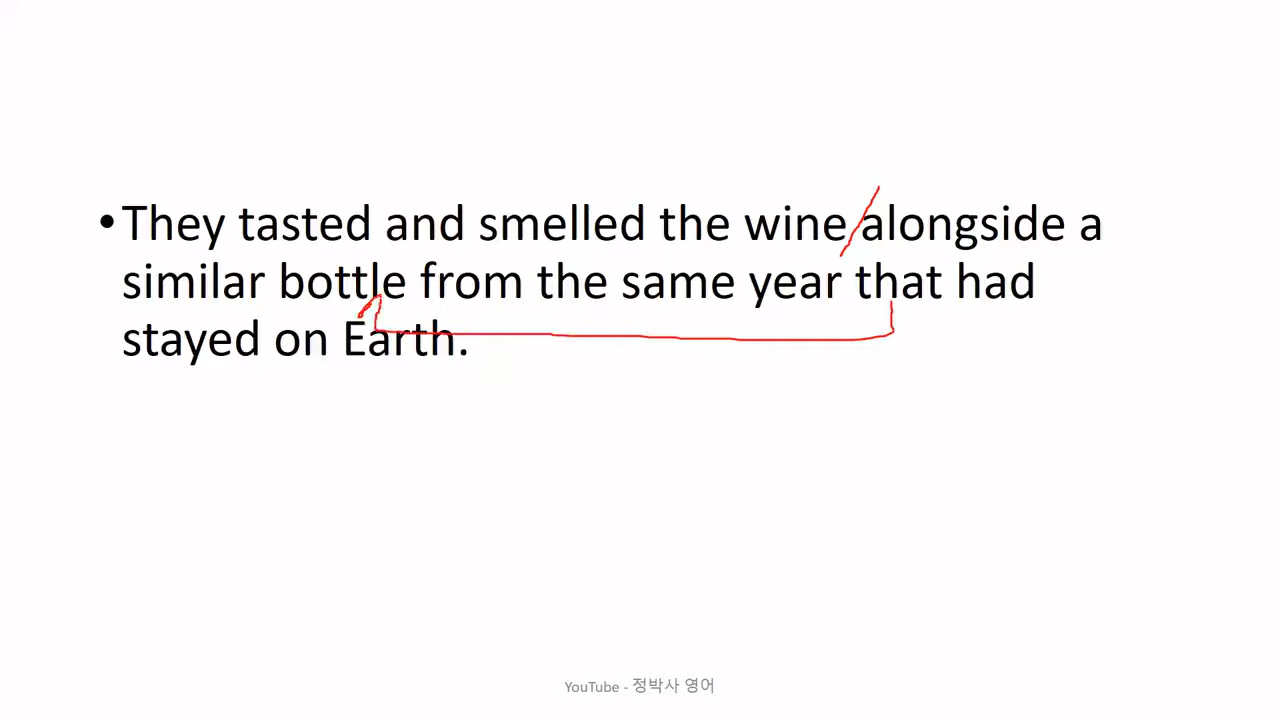 •They tasted and smelled the wine alongside a
similar bottle from the same year that had
stayed on Earth.
YouTube - 정박사 영어